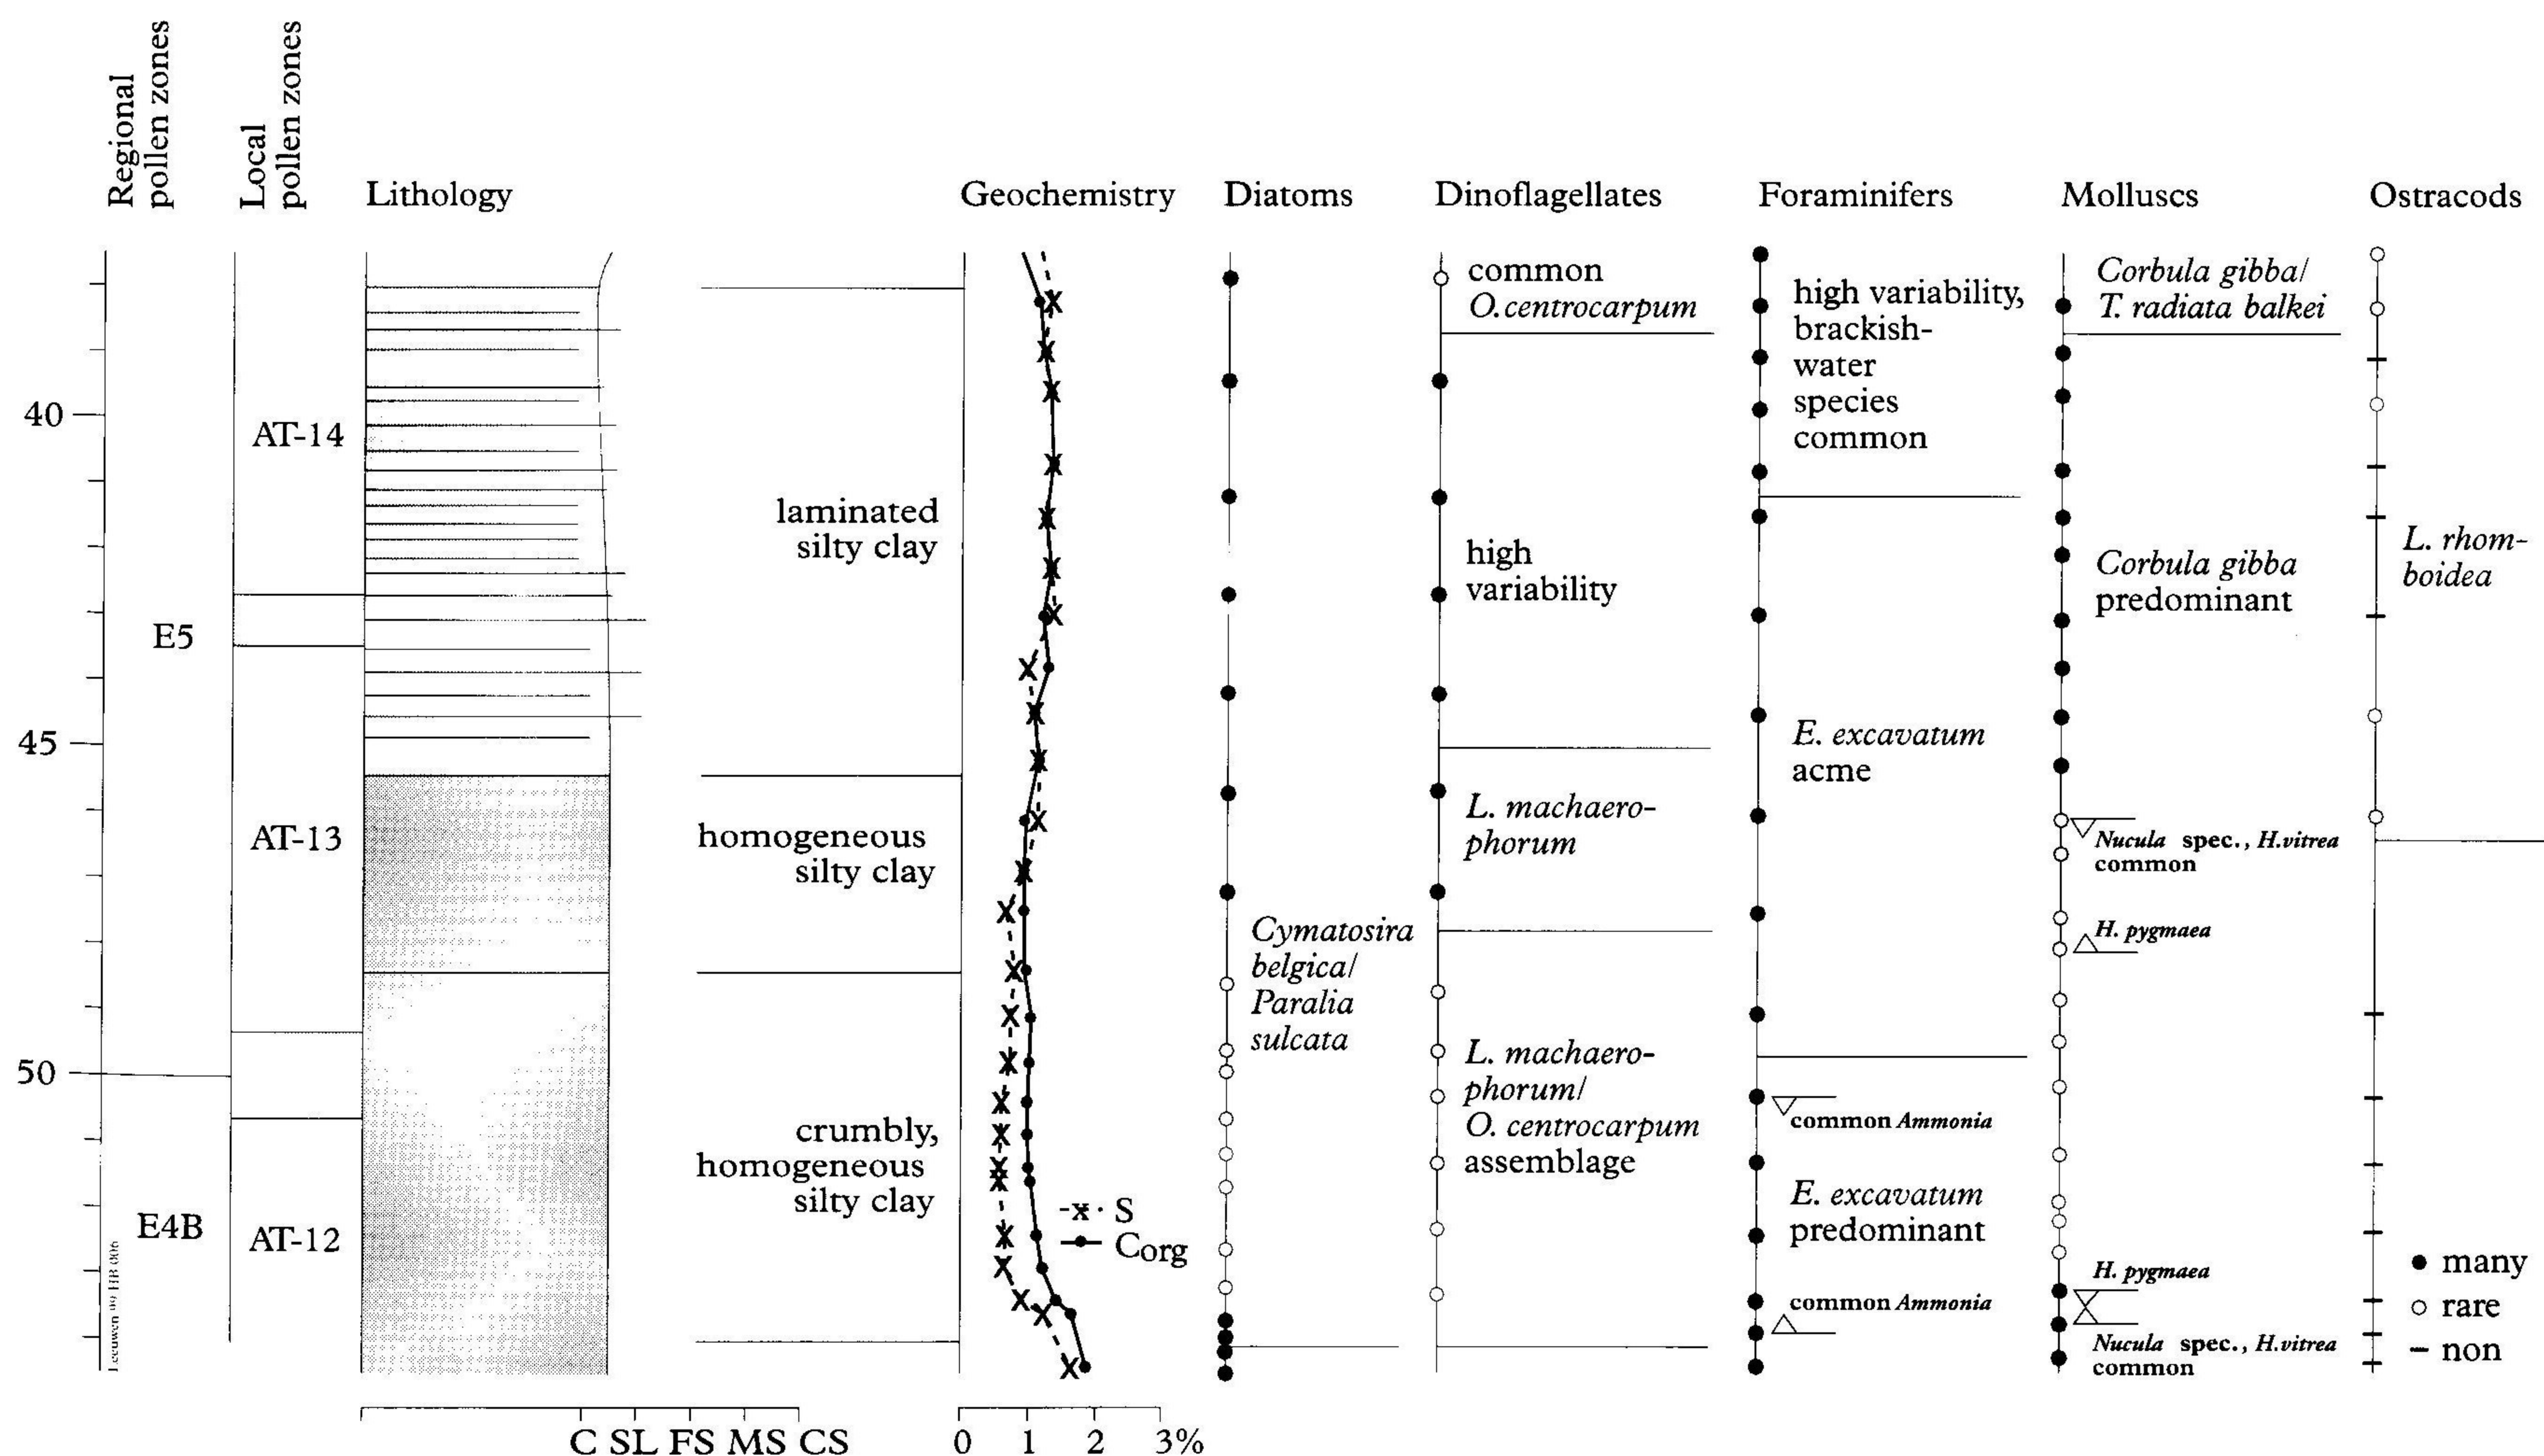 Regional
pollen zones
Local
pollen zones
Lithology
Geochemistry
Diatoms
Dinoflagellates
Foraminifers
Molluscs
Ostracods
40
45
50
E5
E4B
AT-14
AT-13
AT-12
laminated
silty clay
homogeneous
silty clay
crumbly,
homogeneous
silty clay
-x· S
Corg
Cymatosira
belgica/
Paralia
sulcata
common
O. centrocarpum
high
variability
L. machaero-
phorum
L. machaero-
phorum/
O. centrocarpum
assemblage
high variability,
brackish-
water
species
common
E. excavatum
acme
common Ammonia
E. excavatum
predominant
common Ammonia
Corbula gibba/
T. radiata balkei
Corbula gibba
predominant
Nucula spec., H.vitrea
common
H. pygmaea
H. pygmaea
Nucula spec., H.vitrea
common
L. rhom-
boidea
many
rare
non
C SL FS MS CS
0 1 2 3%